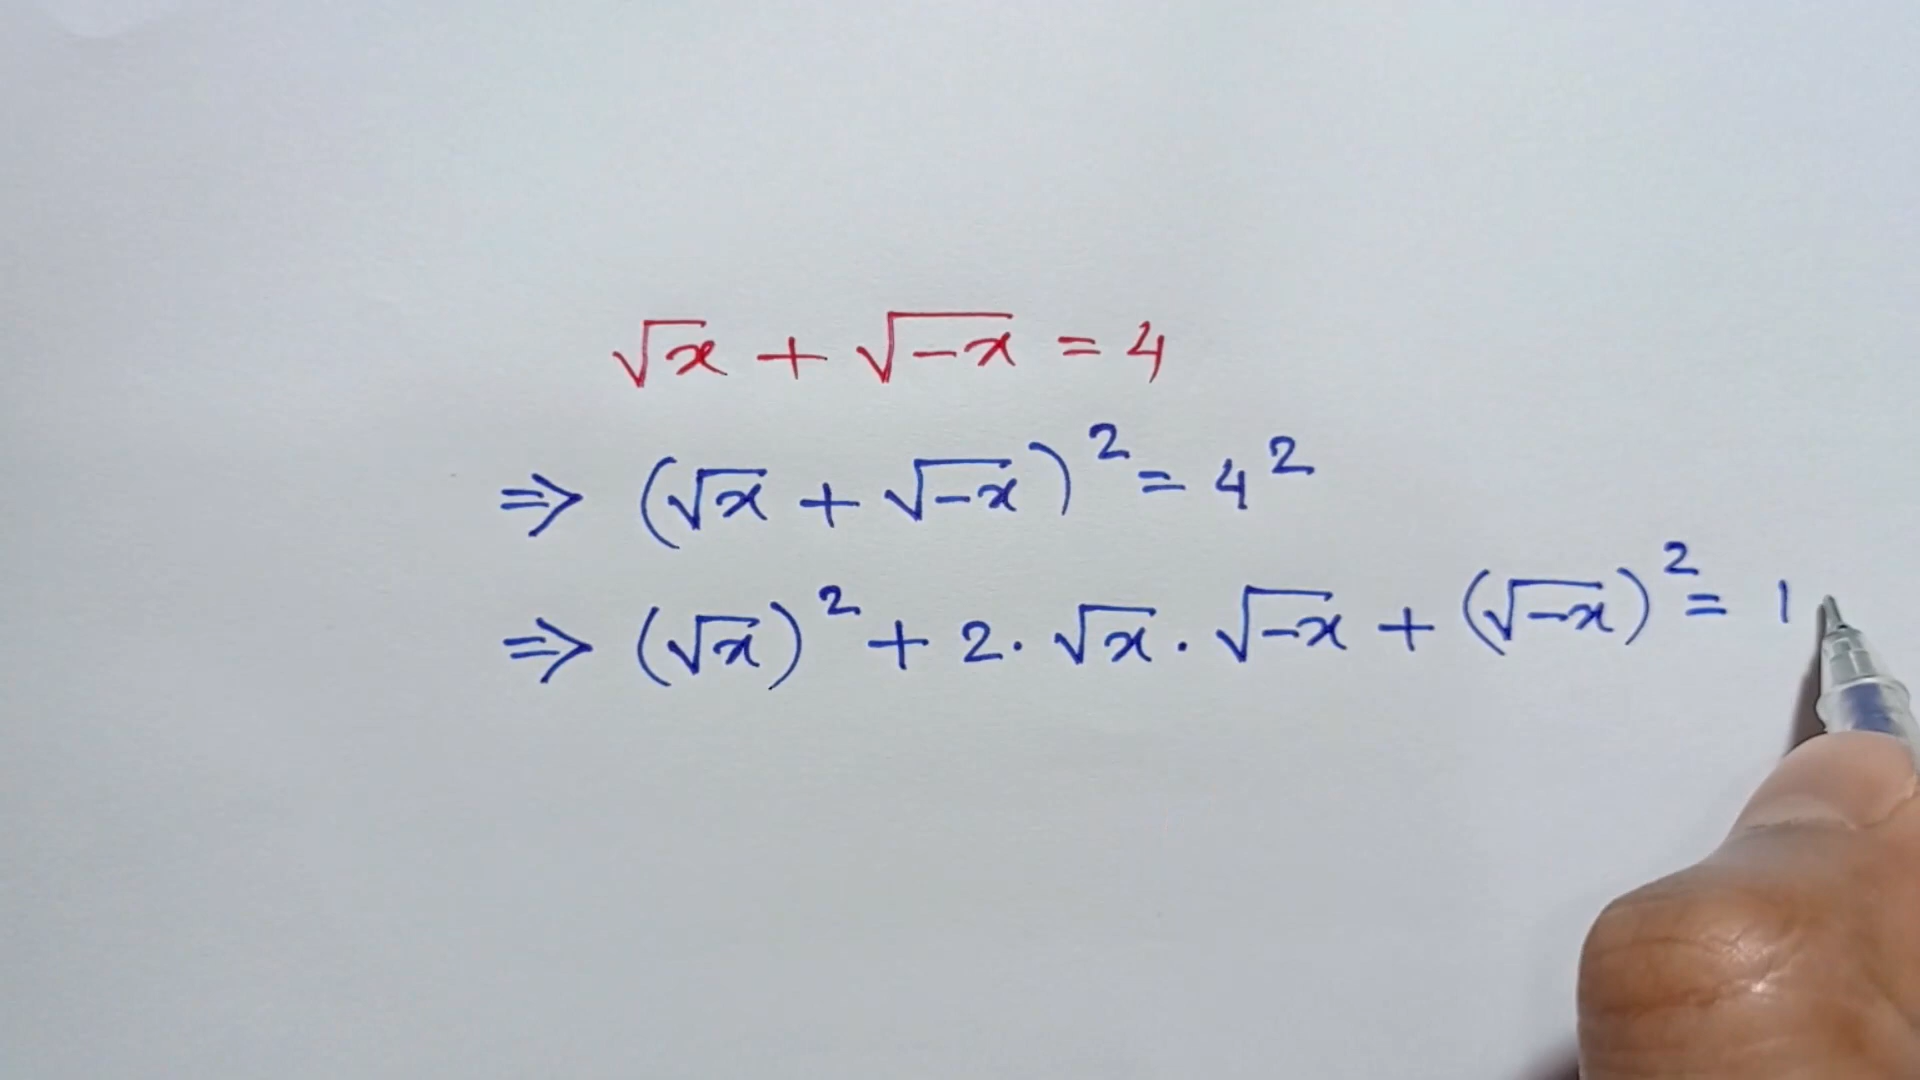 √x + √-x = 4
⇒ (√x + √-x)² = 4²
⇒ (√x)² + 2. √x . √-x + (√-x)² = 1